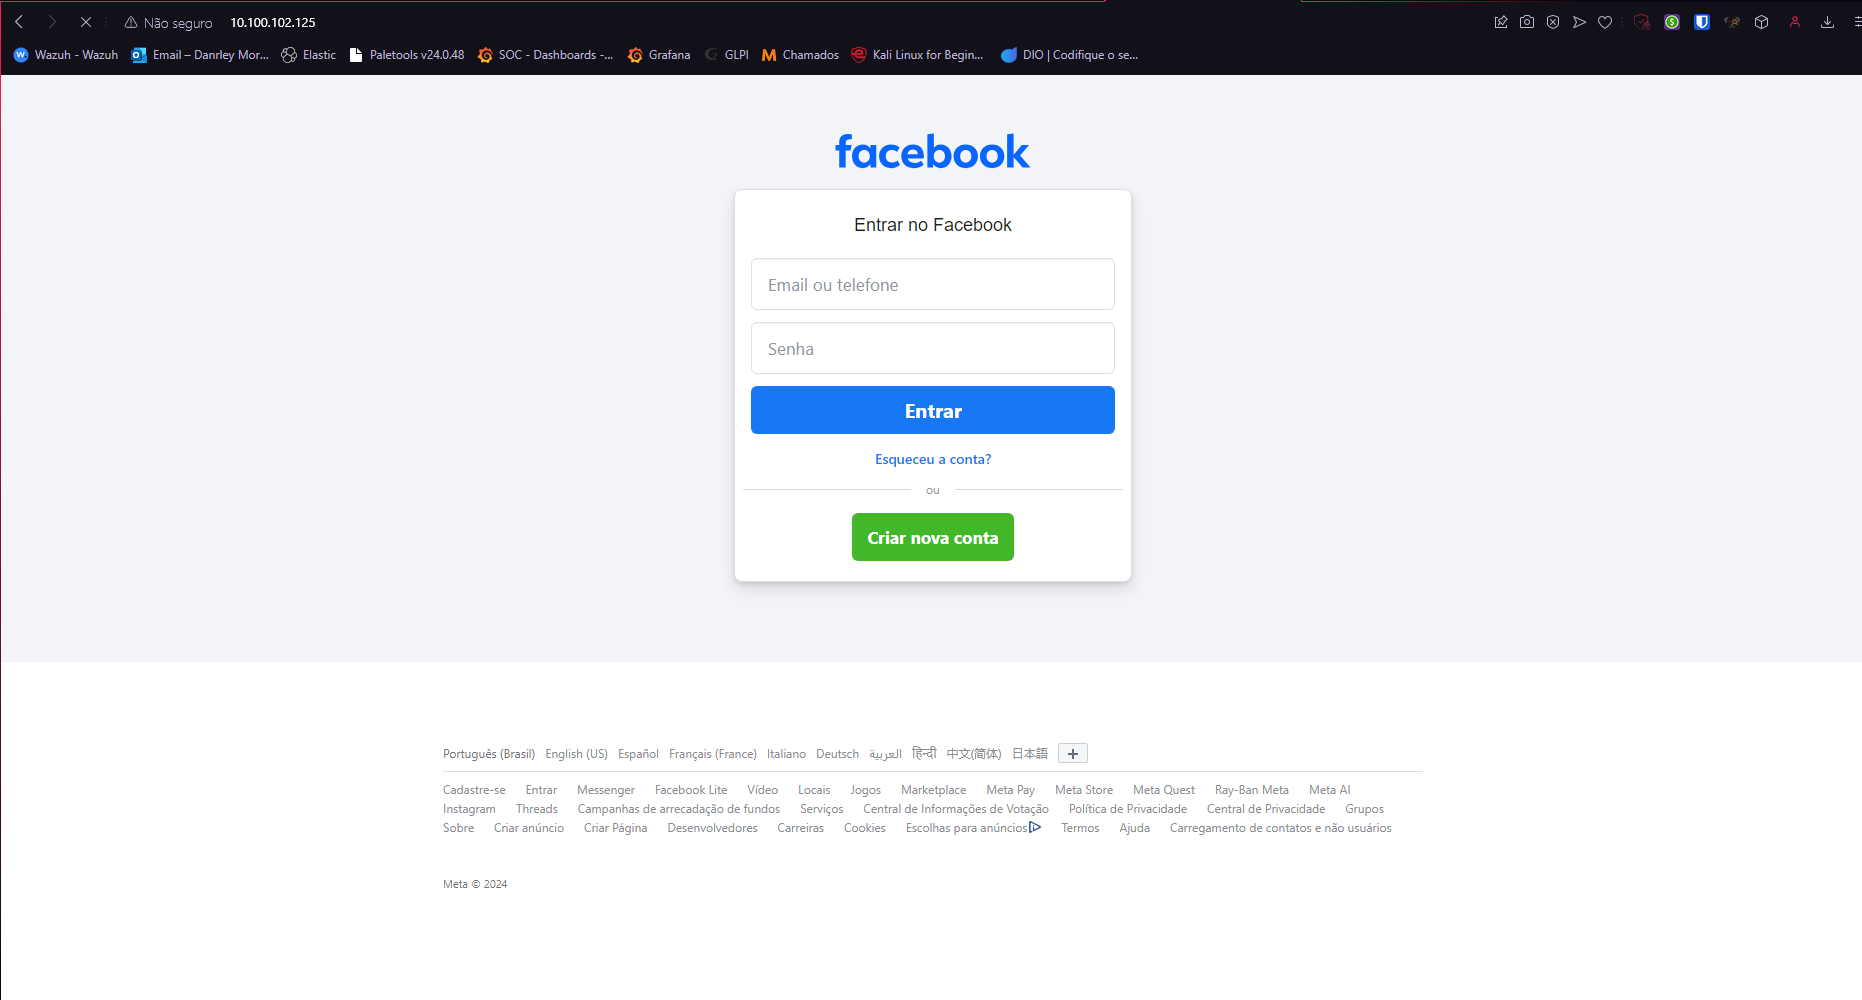 Não seguro 10.100.102.125
Wazuh - Wazuh Email – Danrley Mor... Elastic Paletools v24.0.48 SOC - Dashboards -... Grafana GLPI Chamados Kali Linux for Begin... DIO | Codifique o se...
facebook
Entrar no Facebook
Email ou telefone
Senha
Entrar
Esqueceu a conta?
ou
Criar nova conta
Português (Brasil) English (US) Español Français (France) Italiano Deutsch العربية हिन्दी 中文(简体) 日本語
Cadastre-se Entrar Messenger Facebook Lite Vídeo Locais Jogos Marketplace Meta Pay Meta Store Meta Quest Ray-Ban Meta Meta AI
Instagram Threads Campanhas de arrecadação de fundos Serviços Central de Informações de Votação Política de Privacidade Central de Privacidade Grupos
Sobre Criar anúncio Criar Página Desenvolvedores Carreiras Cookies Escolhas para anúncios Termos Ajuda Carregamento de contatos e não usuários
Meta © 2024